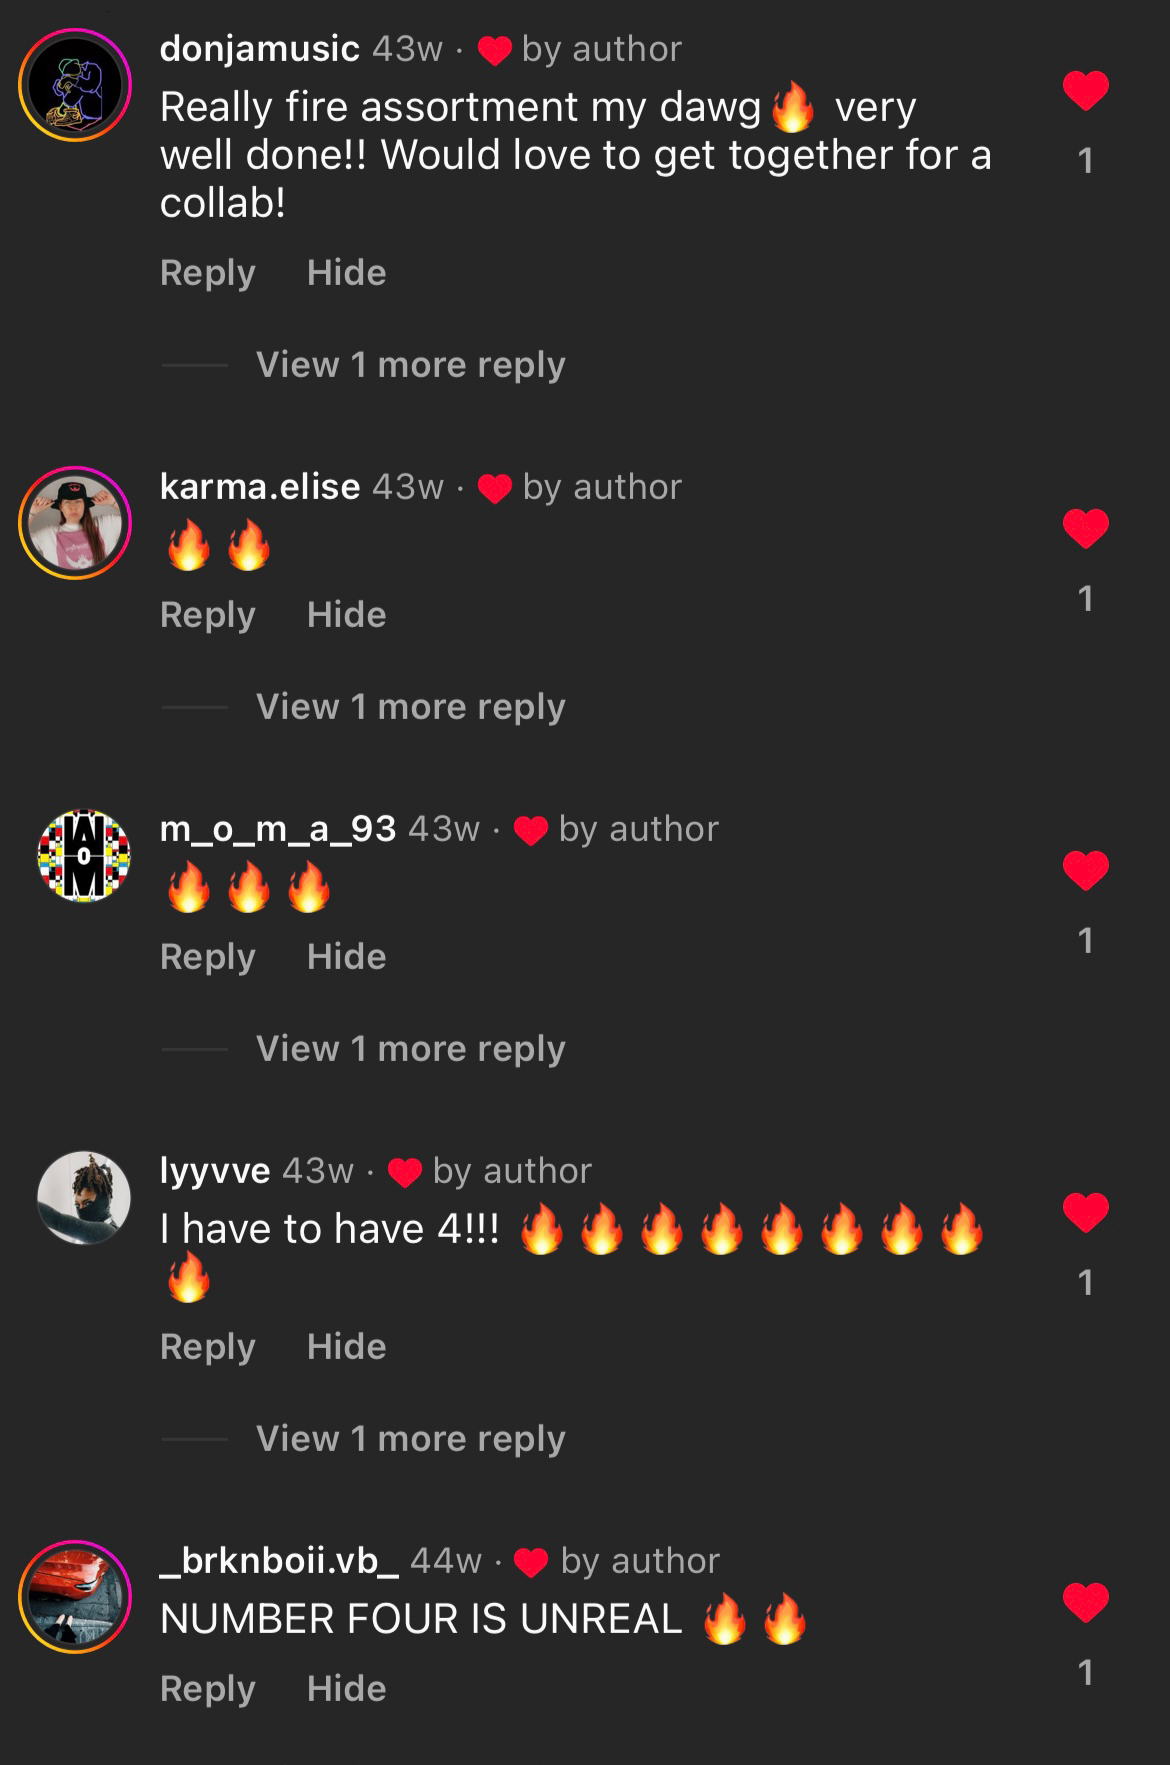 donjamusic 43w · ❤️ by author
Really fire assortment my dawg🔥 very
well done!! Would love to get together for a
collab!
1
Reply Hide
View 1 more reply
karma.elise 43w · ❤️ by author
🔥🔥
1
Reply Hide
View 1 more reply
m_o_m_a_93 43w · ❤️ by author
🔥🔥🔥
1
Reply Hide
View 1 more reply
lyyvve 43w · ❤️ by author
I have to have 4!!! 🔥🔥🔥🔥🔥🔥🔥🔥
🔥
1
Reply Hide
View 1 more reply
_brknboii.vb_ 44w · ❤️ by author
NUMBER FOUR IS UNREAL 🔥🔥
1
Reply Hide